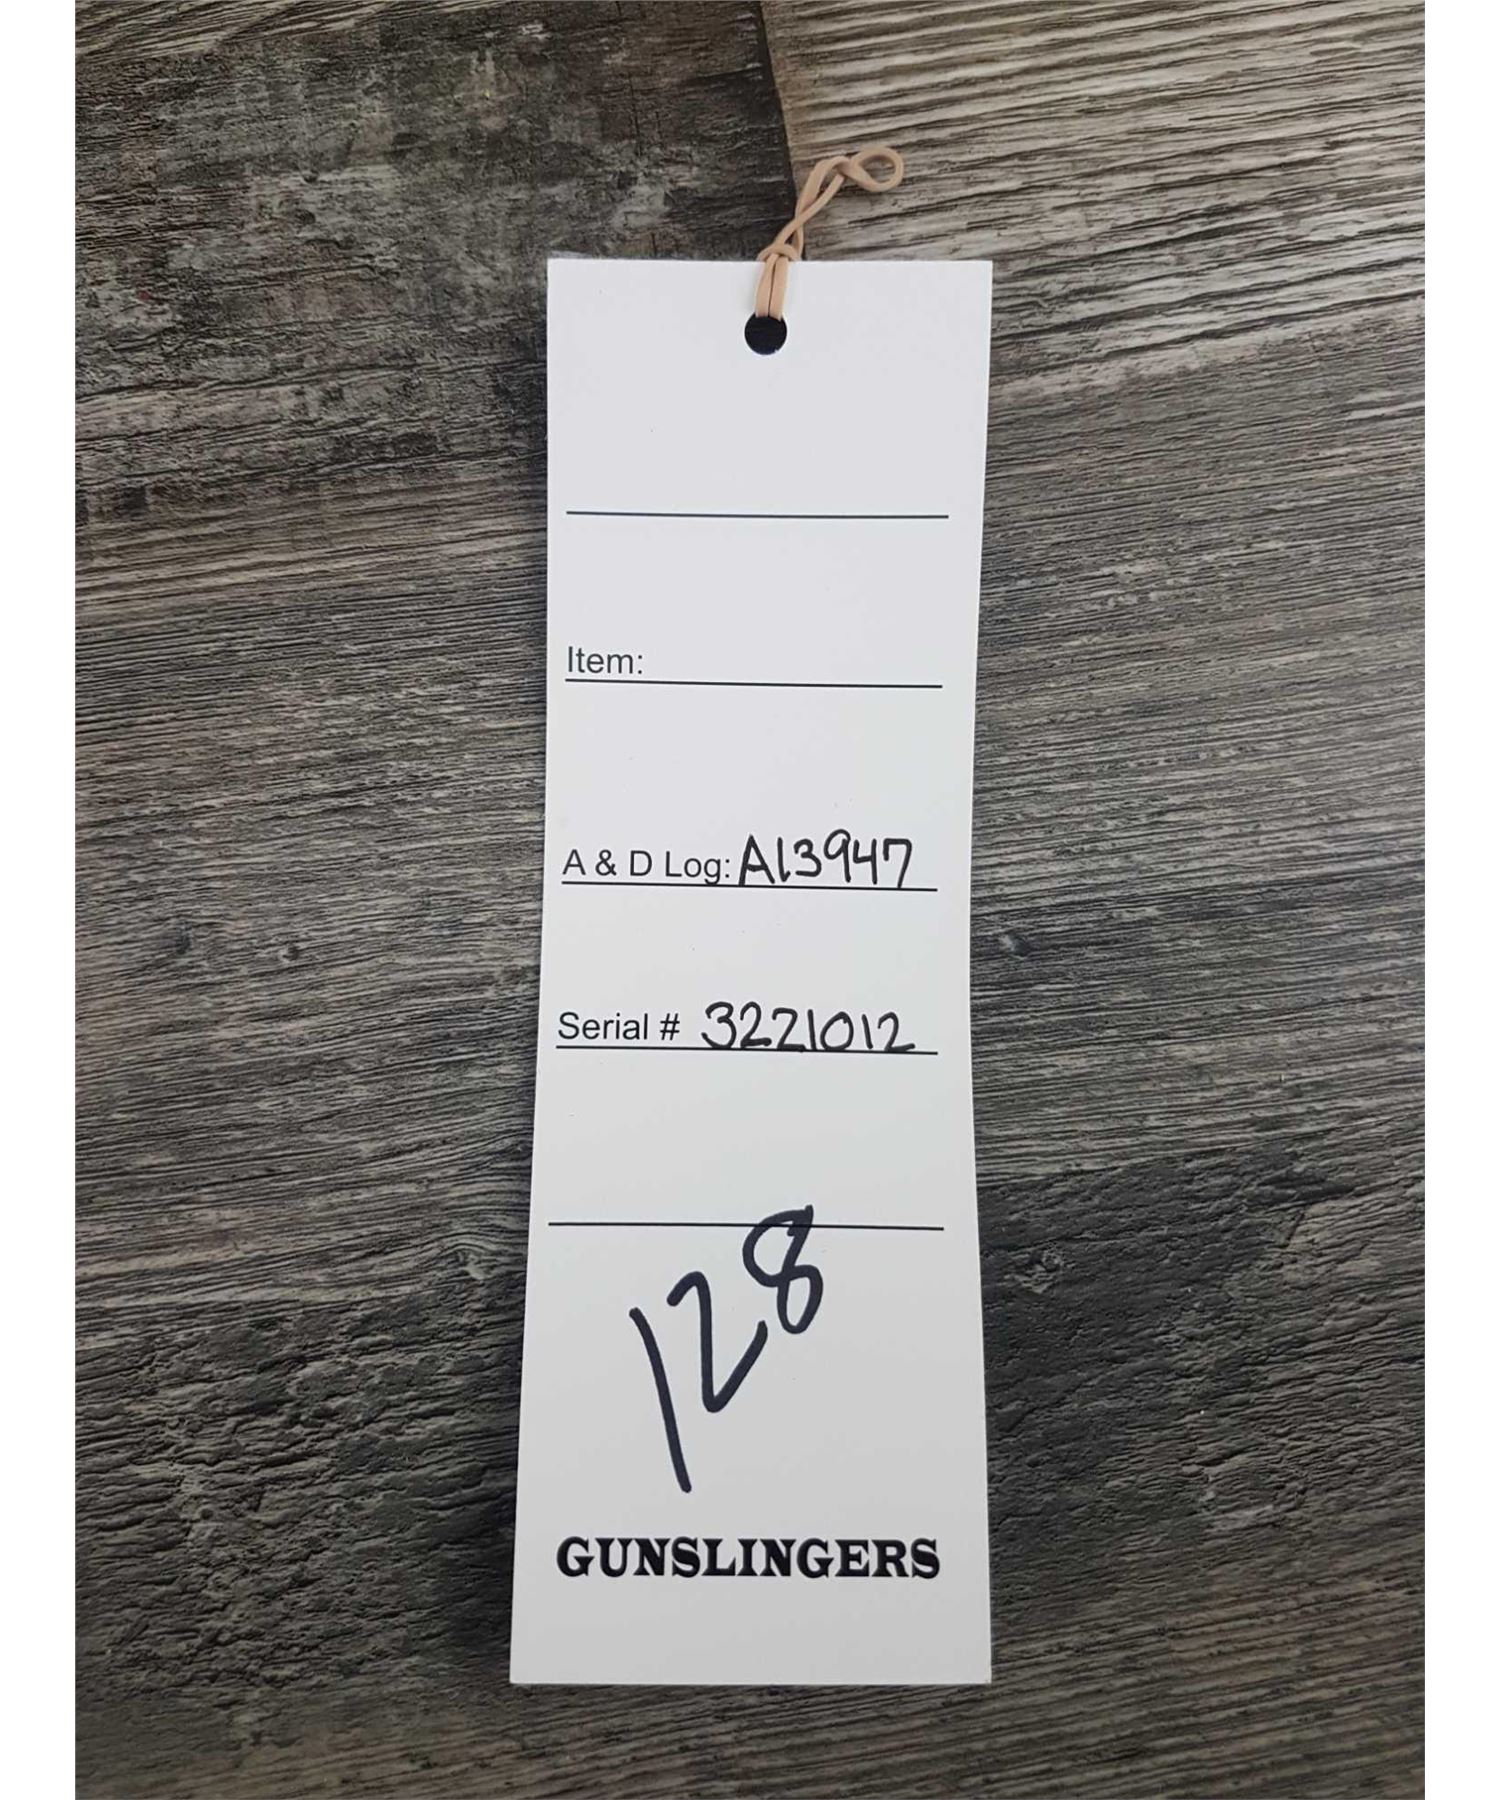 Item:
A & D Log: A13947
Serial # 3221012
128
GUNSLINGERS